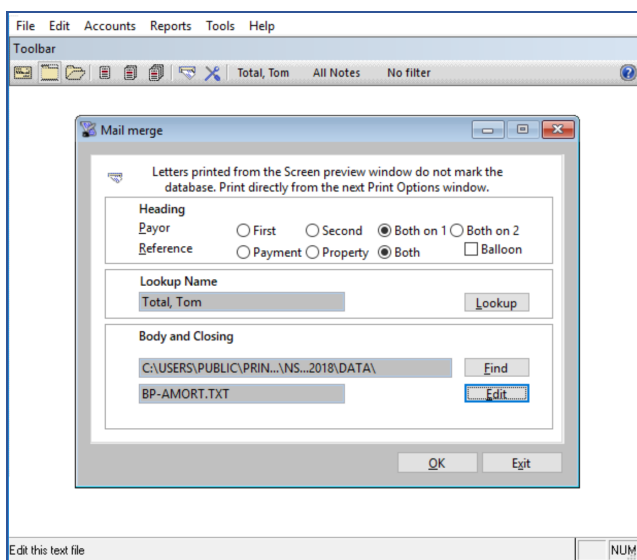 File Edit Accounts Reports Tools Help
Toolbar
Total, Tom All Notes No filter
Mail merge
Letters printed from the Screen preview window do not mark the
database. Print directly from the next Print Options window.
Heading
Payor First Second Both on 1 Both on 2
Reference Payment Property Both Balloon
Lookup Name
Total, Tom Lookup
Body and Closing
C:\USERS\PUBLIC\PRIN...\NS...2018\DATA\ Find
BP-AMORT.TXT Edit
OK Exit
Edit this text file NUM